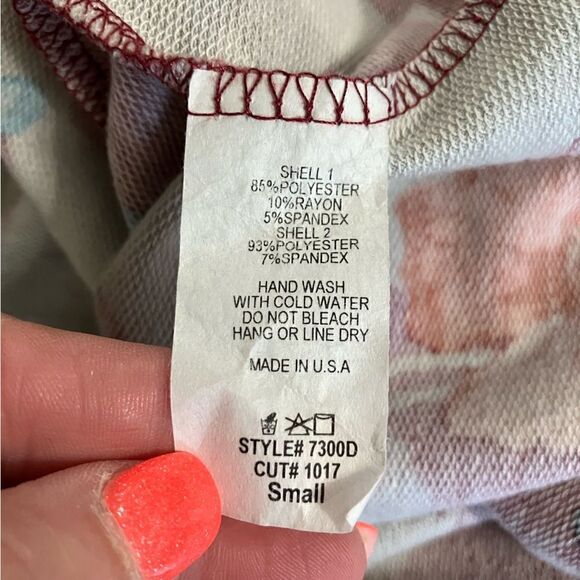 SHELL 1
85%POLYESTER
10%RAYON
5%SPANDEX
SHELL 2
93%POLYESTER
7%SPANDEX
HAND WASH
WITH COLD WATER
DO NOT BLEACH
HANG OR LINE DRY
MADE IN U.S.A
STYLE# 7300D
CUT# 1017
Small